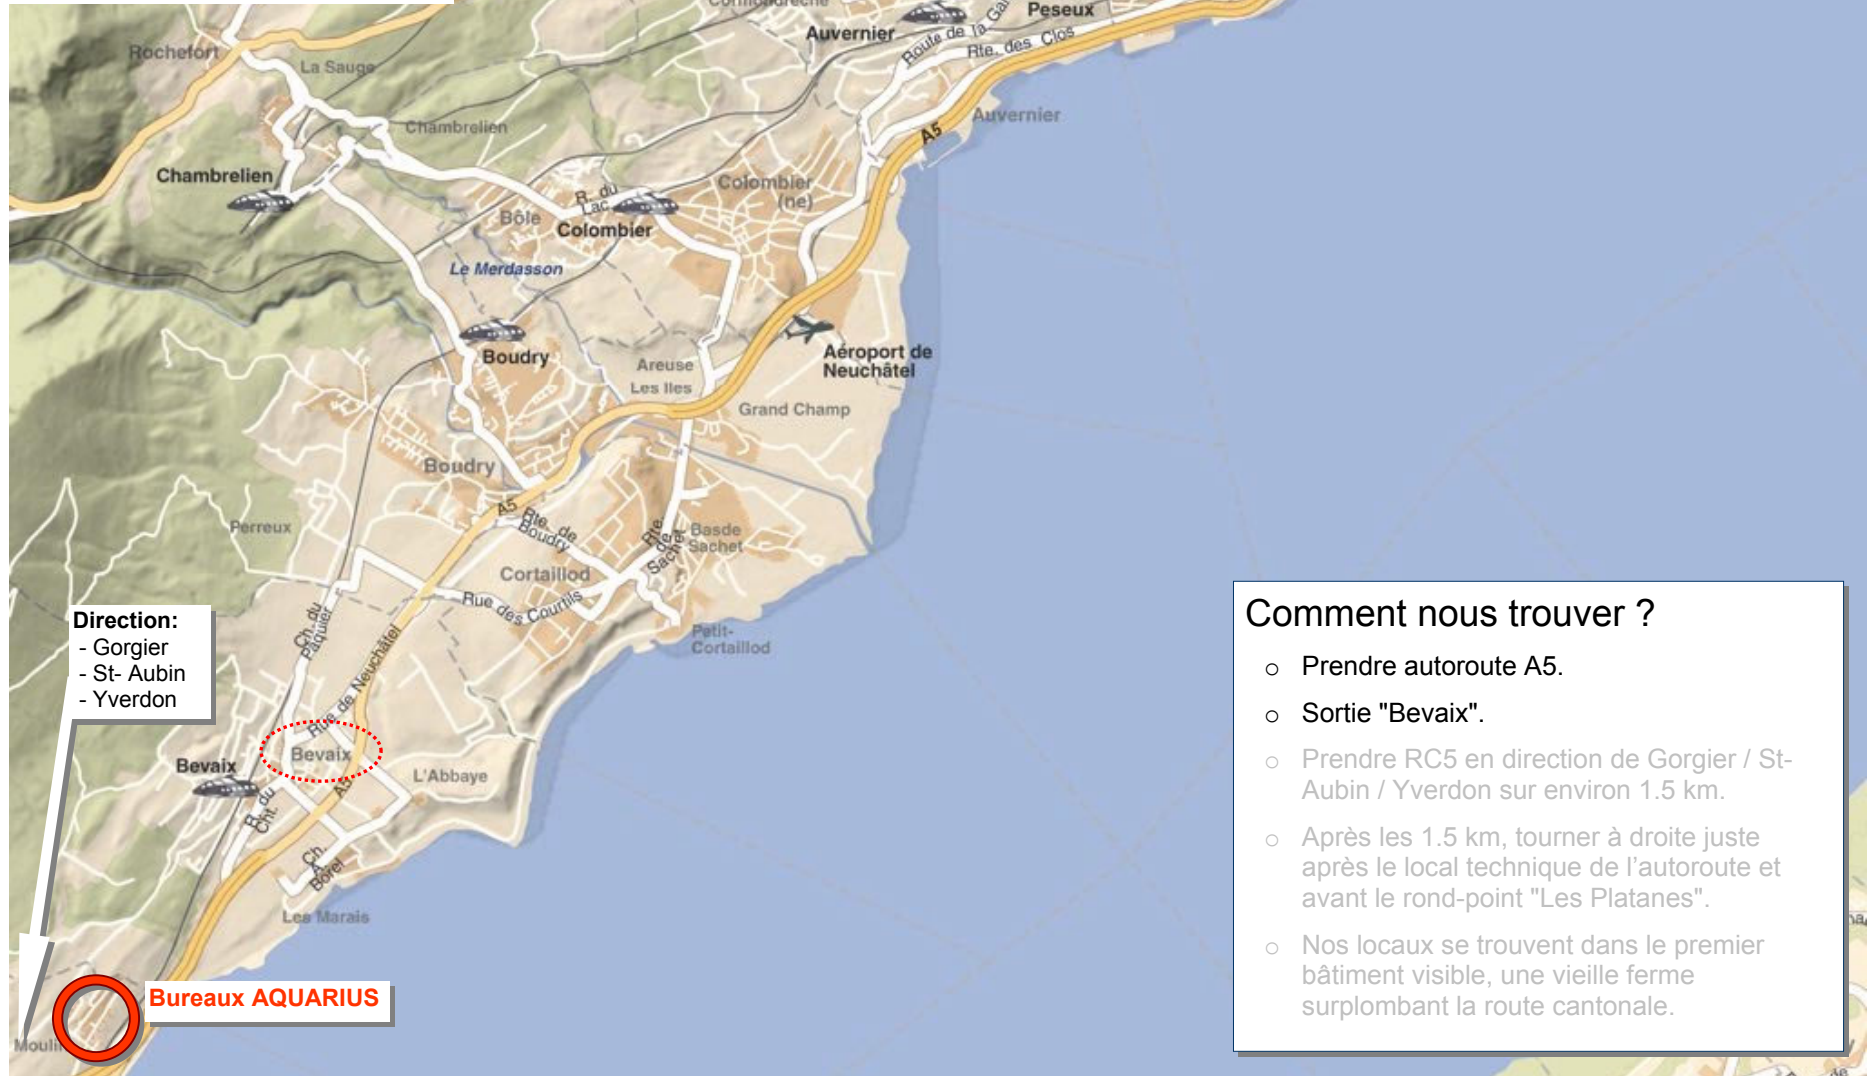 Cormondrèche
Peseux
Auvernier
Route de la Gar
Rte. des Clos
Rochefort
La Sauge
Auvernier
A5
Chambrelien
Chambrelien
Colombier
(ne)
R. du
Lac
Bôle
Colombier
Le Merdasson
Boudry
Aéroport de
Neuchâtel
Areuse
Les Iles
Grand Champ
Boudry
A5
Rte. de
Boudry
Rte.
de
Sachet
Basde
Sachet
Perreux
Cortaillod
Rue des Courtils
Petit-
Cortaillod
Ch. du
Paquier
Rue de Neuchâtel
Direction:
- Gorgier
- St- Aubin
- Yverdon
Bevaix
Bevaix
L'Abbaye
A5
R. du
Cht.
Ch.
A.
Borel
Les Marais
Bureaux AQUARIUS
Moulin
Comment nous trouver ?
o Prendre autoroute A5.
o Sortie "Bevaix".
o Prendre RC5 en direction de Gorgier / St-
Aubin / Yverdon sur environ 1.5 km.
o Après les 1.5 km, tourner à droite juste
après le local technique de l’autoroute et
avant le rond-point "Les Platanes".
o Nos locaux se trouvent dans le premier
bâtiment visible, une vieille ferme
surplombant la route cantonale.